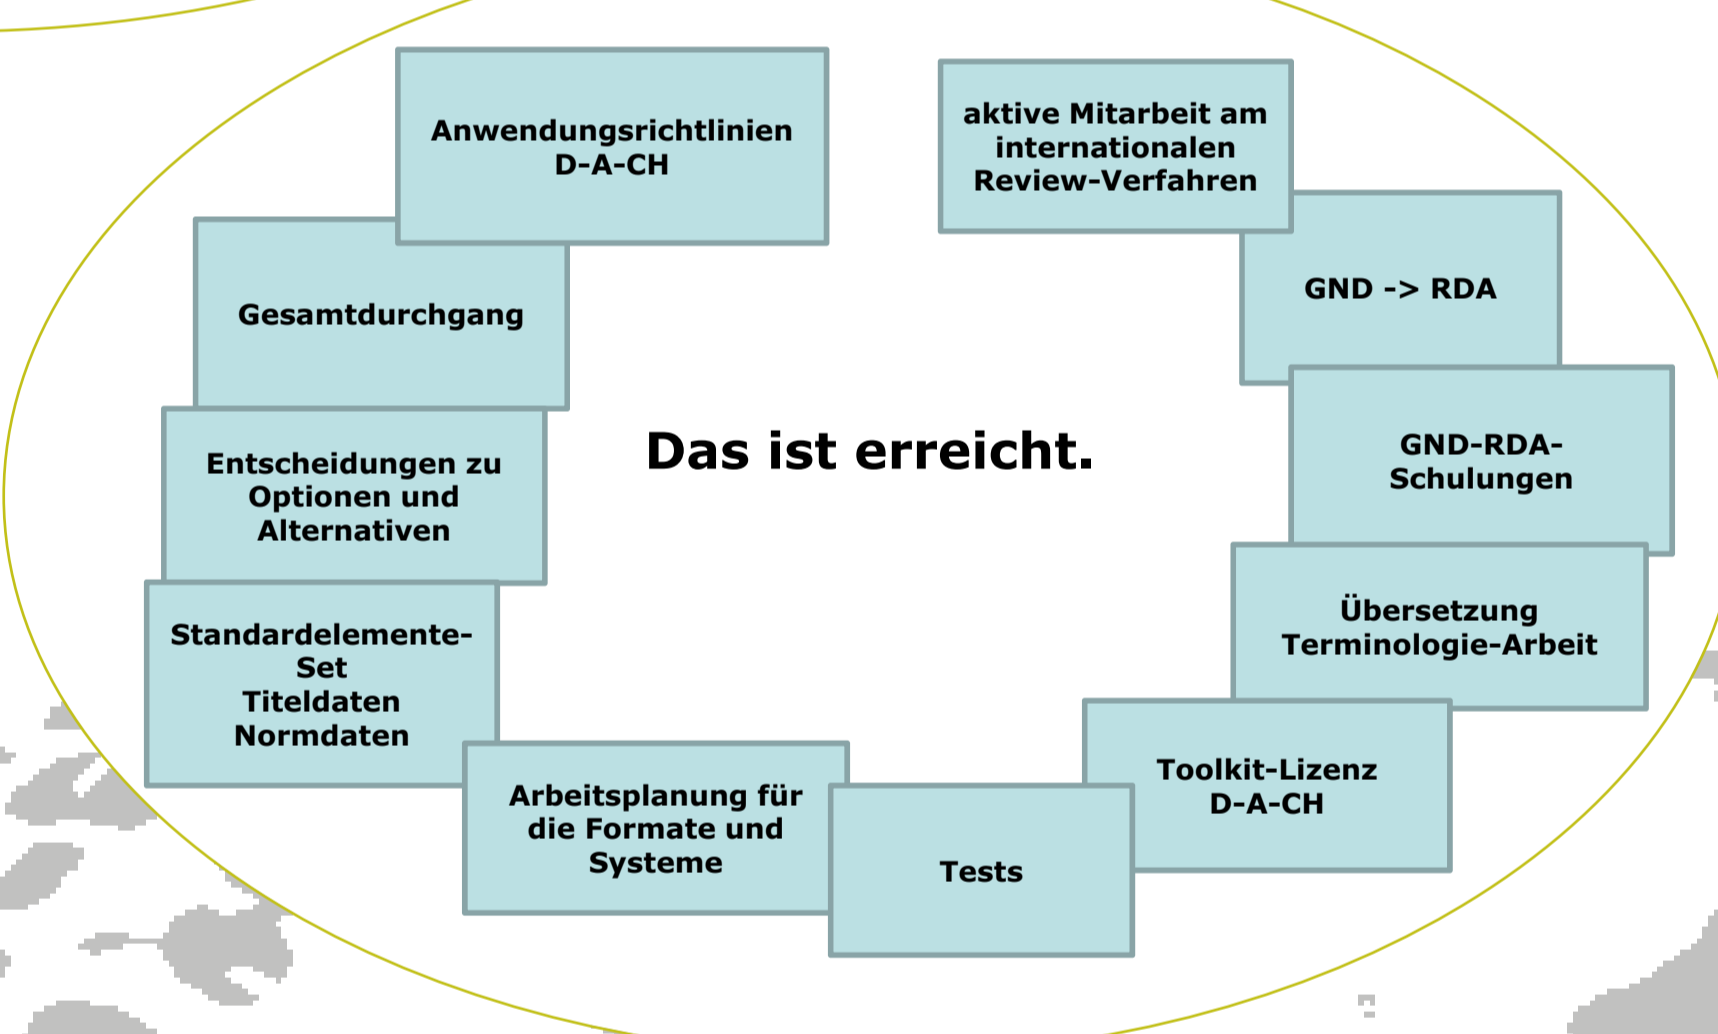 Anwendungsrichtlinien
D-A-CH
aktive Mitarbeit am
internationalen
Review-Verfahren
Gesamtdurchgang
GND -> RDA
Entscheidungen zu
Optionen und
Alternativen
Das ist erreicht.
GND-RDA-
Schulungen
Standardelemente-
Set
Titeldaten
Normdaten
Übersetzung
Terminologie-Arbeit
Arbeitsplanung für
die Formate und
Systeme
Tests
Toolkit-Lizenz
D-A-CH